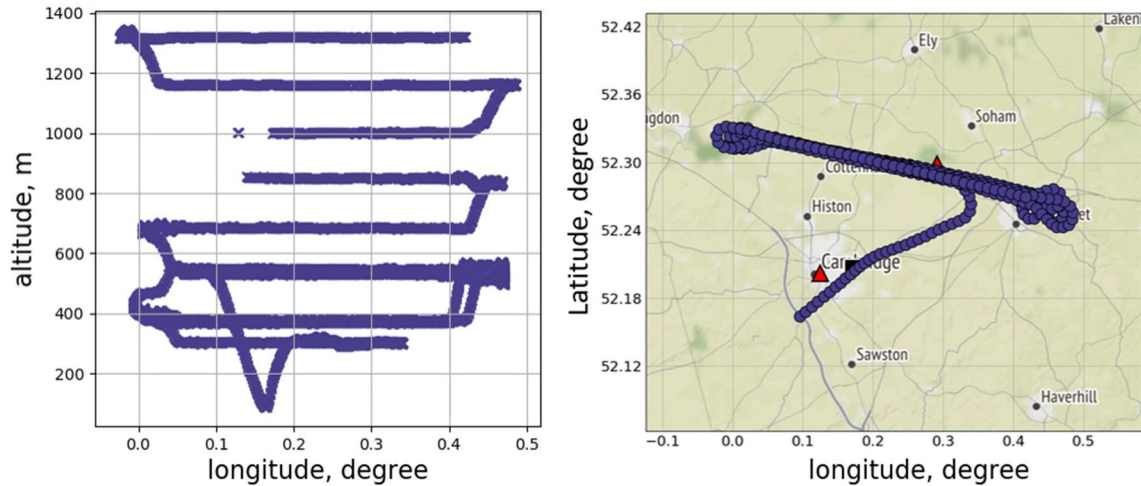 1400
1200
1000
800
600
400
200
altitude, m
0.0
0.1
0.2
0.3
0.4
0.5
longitude, degree
52.42
52.36
52.30
52.24
52.18
52.12
Latitude, degree
Laken
Ely
gdon
Soham
Cottenh
Histon
et
Cambridge
Sawston
Haverhill
−0.1
0.0
0.1
0.2
0.3
0.4
0.5
longitude, degree